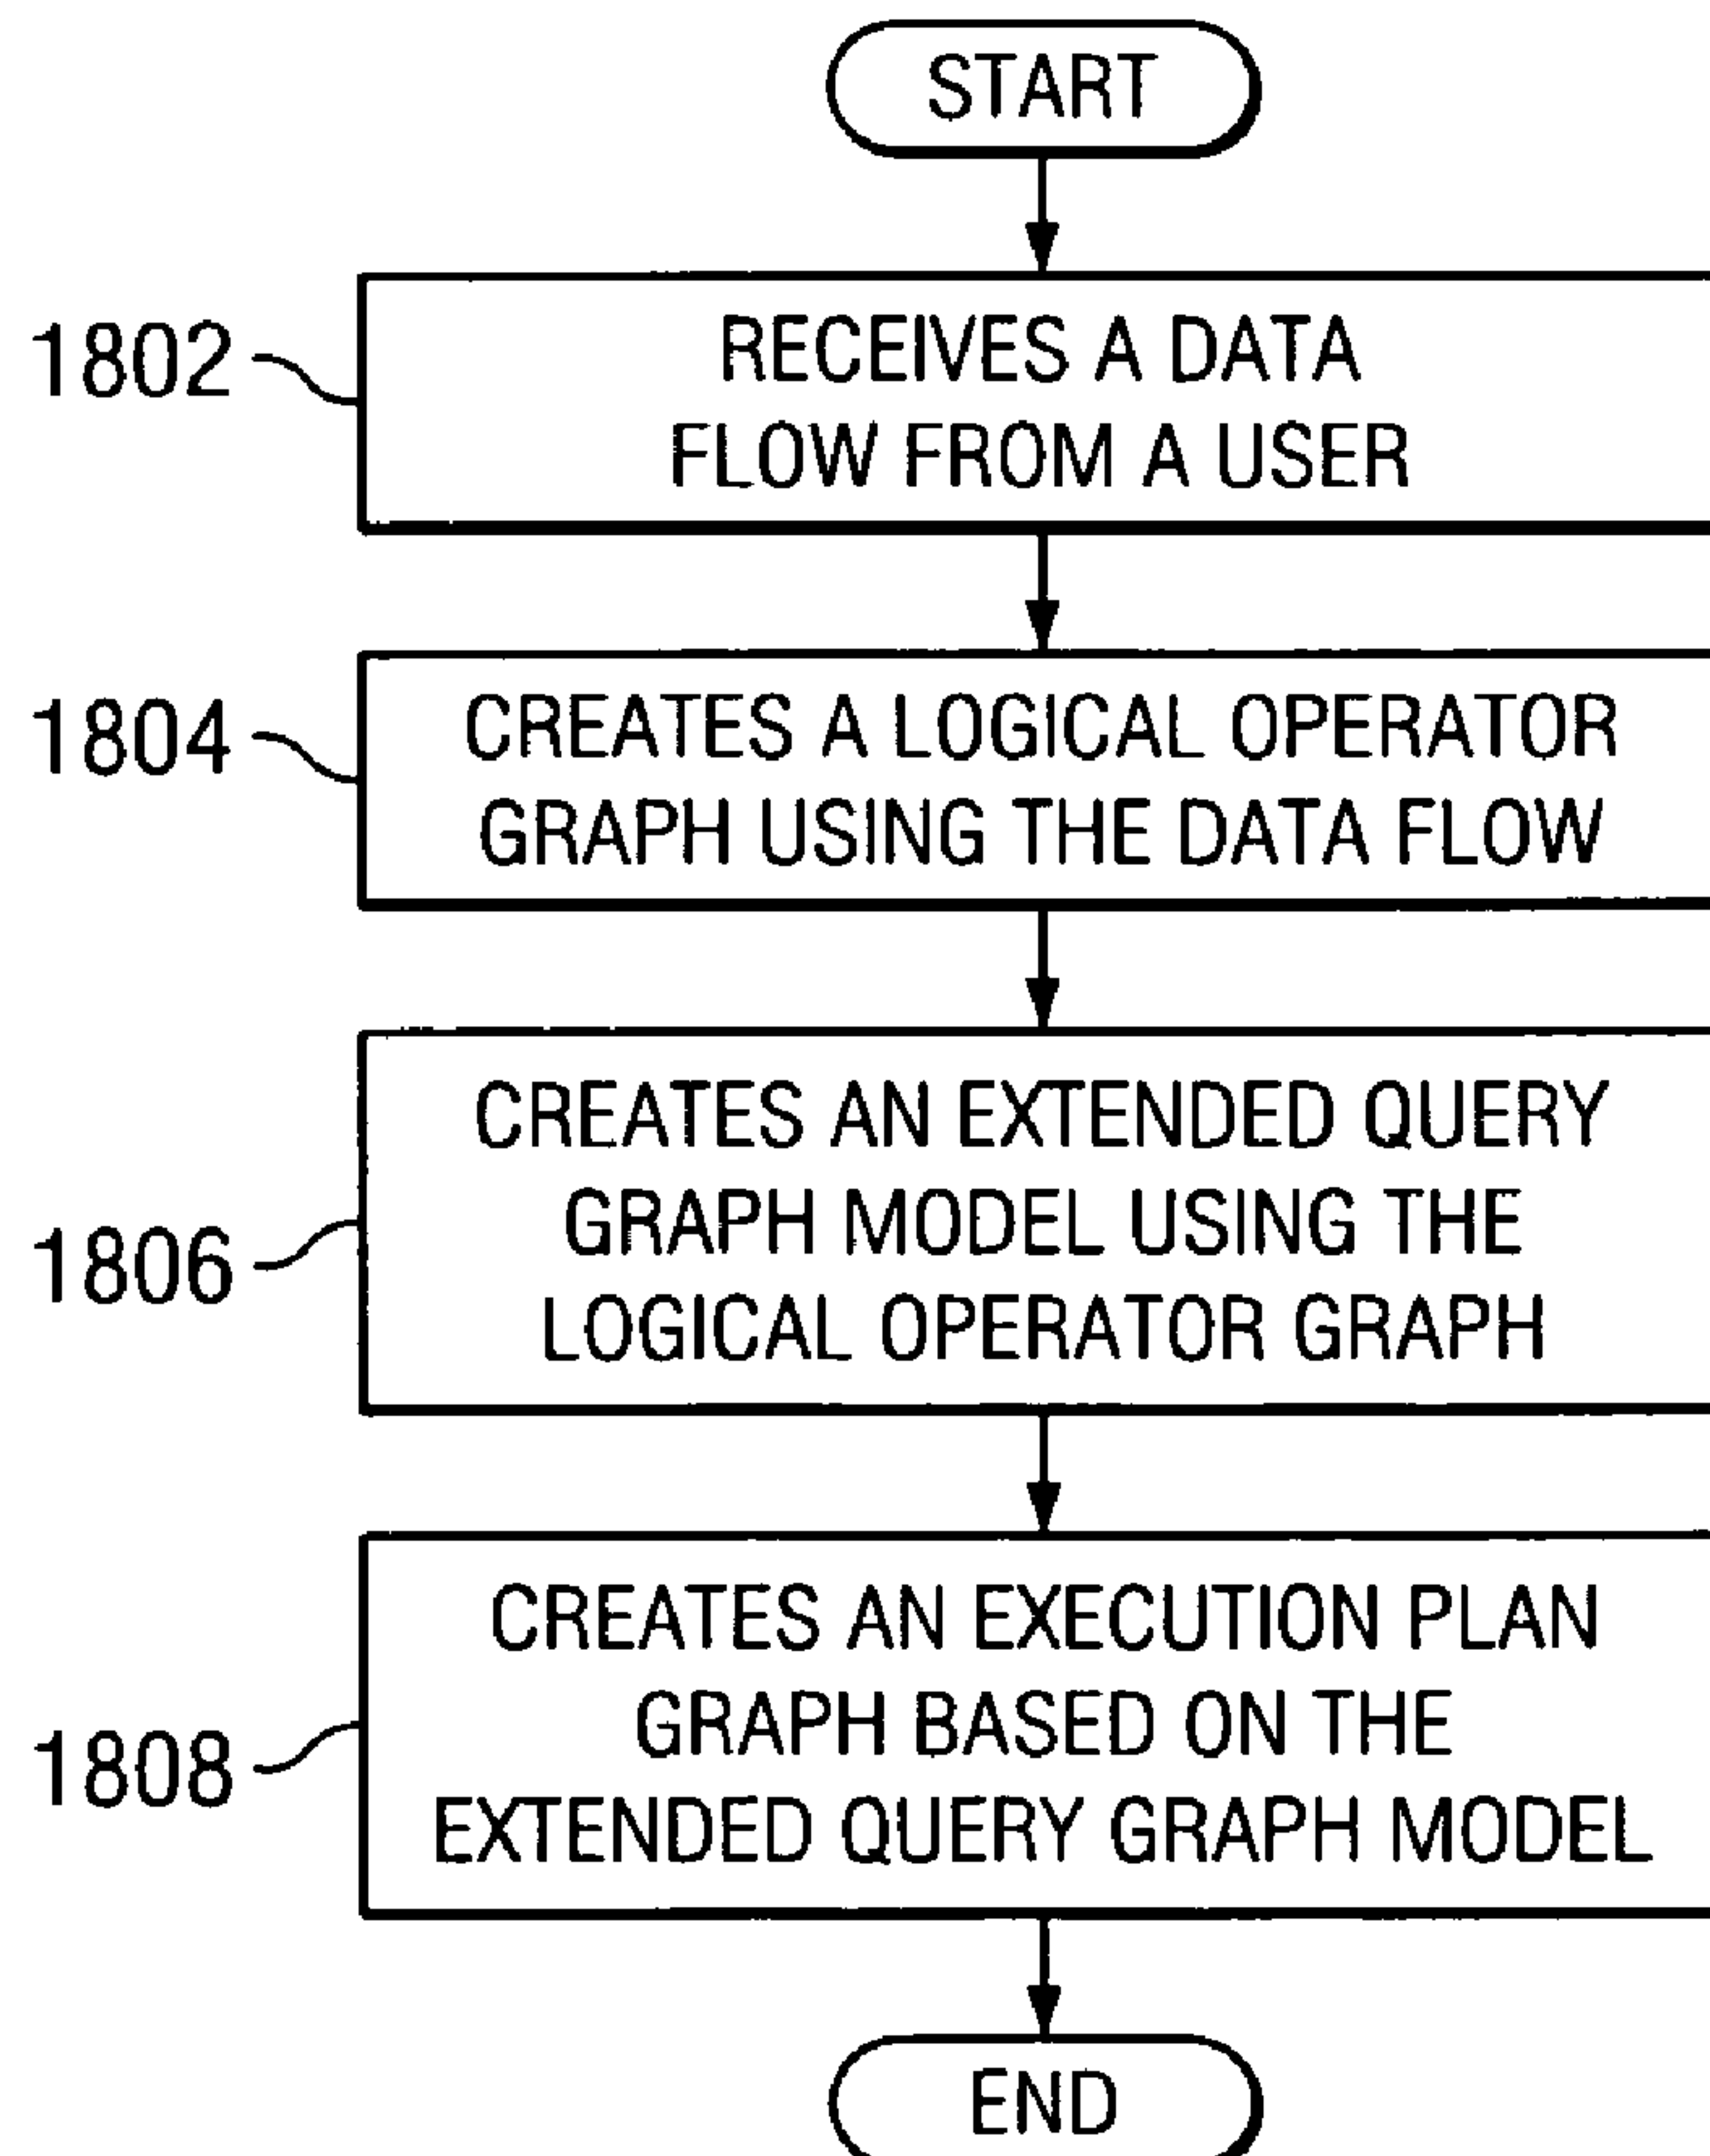 START
1802
RECEIVES A DATA
FLOW FROM A USER
1804
CREATES A LOGICAL OPERATOR
GRAPH USING THE DATA FLOW
1806
CREATES AN EXTENDED QUERY
GRAPH MODEL USING THE
LOGICAL OPERATOR GRAPH
1808
CREATES AN EXECUTION PLAN
GRAPH BASED ON THE
EXTENDED QUERY GRAPH MODEL
END